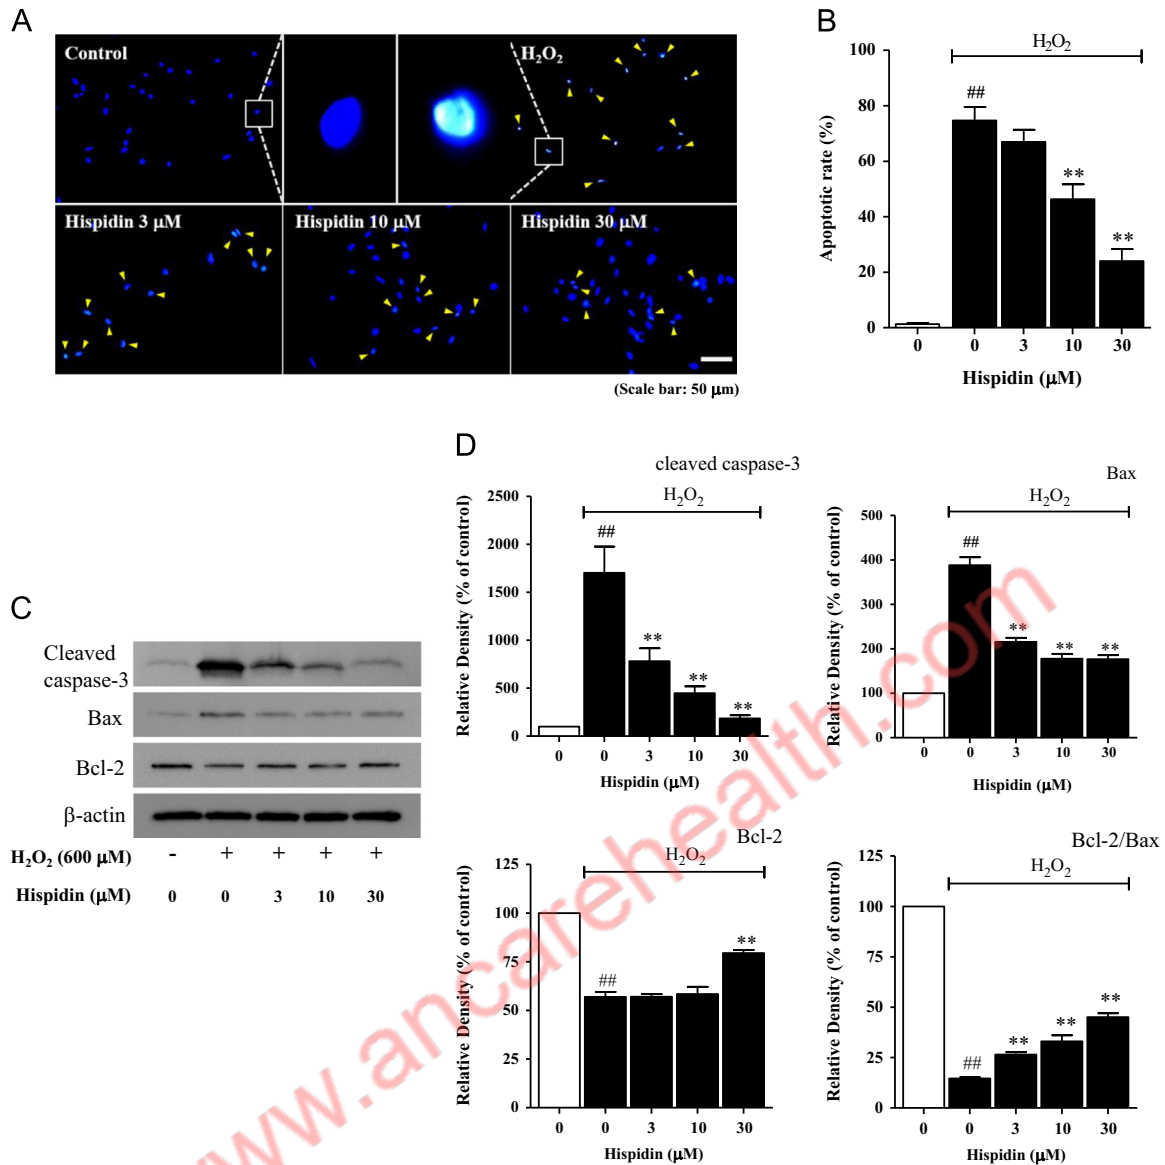 A
Control
H₂O₂
Hispidin 3 μM
Hispidin 10 μM
Hispidin 30 μM
(Scale bar: 50 μm)
B
H₂O₂
##
**
**
Apoptotic rate (%)
100
80
60
40
20
0
0 0 3 10 30
Hispidin (μM)
C
Cleaved
caspase-3
Bax
Bcl-2
β-actin
H₂O₂ (600 μM) - + + + +
Hispidin (μM) 0 0 3 10 30
D
cleaved caspase-3
H₂O₂
##
**
**
**
Relative Density (% of control)
2500
2000
1500
1000
500
0
0 0 3 10 30
Hispidin (μM)
Bax
H₂O₂
##
** ** **
Relative Density (% of control)
500
400
300
200
100
0
0 0 3 10 30
Hispidin (μM)
Bcl-2
H₂O₂
##
**
Relative Density (% of control)
125
100
75
50
25
0
0 0 3 10 30
Hispidin (μM)
Bcl-2/Bax
H₂O₂
##
**
**
**
Relative Density (% of control)
125
100
75
50
25
0
0 0 3 10 30
Hispidin (μM)
www.ancarehealth.com